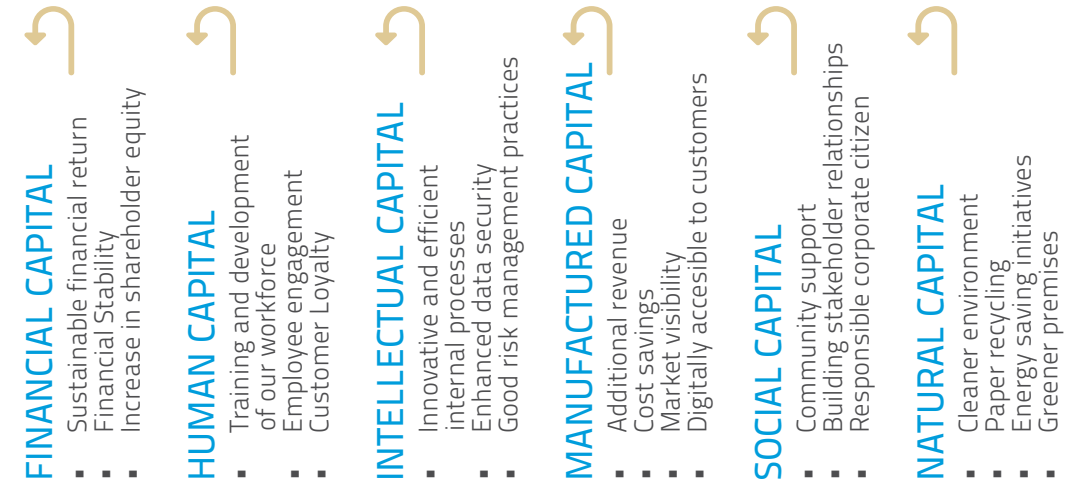 FINANCIAL CAPITAL
▪ Sustainable financial return
▪ Financial Stability
▪ Increase in shareholder equity
HUMAN CAPITAL
▪ Training and development
of our workforce
▪ Employee engagement
▪ Customer Loyalty
INTELLECTUAL CAPITAL
▪ Innovative and efficient
internal processes
▪ Enhanced data security
▪ Good risk management practices
MANUFACTURED CAPITAL
▪ Additional revenue
▪ Cost savings
▪ Market visibility
▪ Digitally accesible to customers
SOCIAL CAPITAL
▪ Community support
▪ Building stakeholder relationships
▪ Responsible corporate citizen
NATURAL CAPITAL
▪ Cleaner environment
▪ Paper recycling
▪ Energy saving initiatives
▪ Greener premises